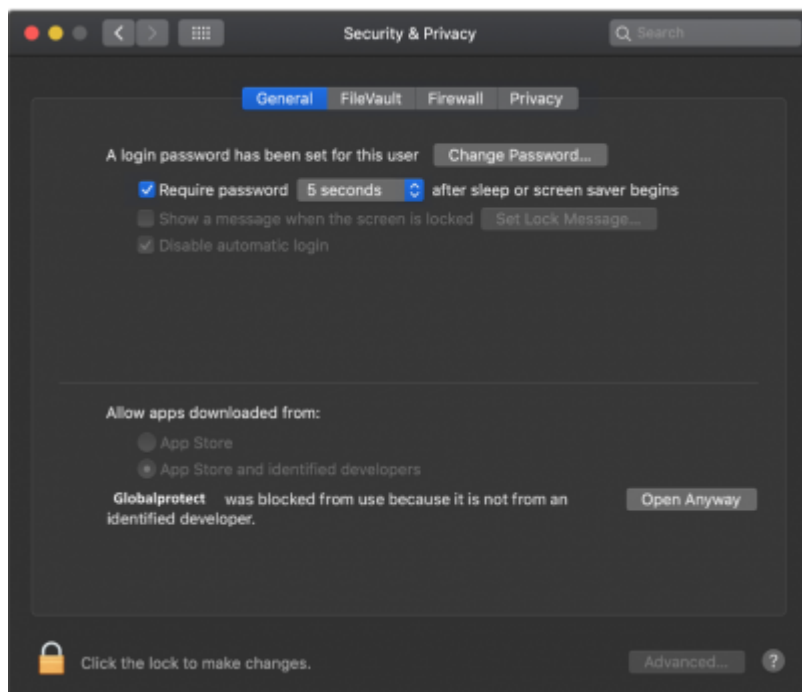 Security & Privacy
Search
General FileVault Firewall Privacy
A login password has been set for this user Change Password...
Require password 5 seconds after sleep or screen saver begins
Show a message when the screen is locked Set Lock Message...
Disable automatic login
Allow apps downloaded from:
App Store
App Store and identified developers
Globalprotect was blocked from use because it is not from an Open Anyway
identified developer.
Click the lock to make changes.
Advanced... ?